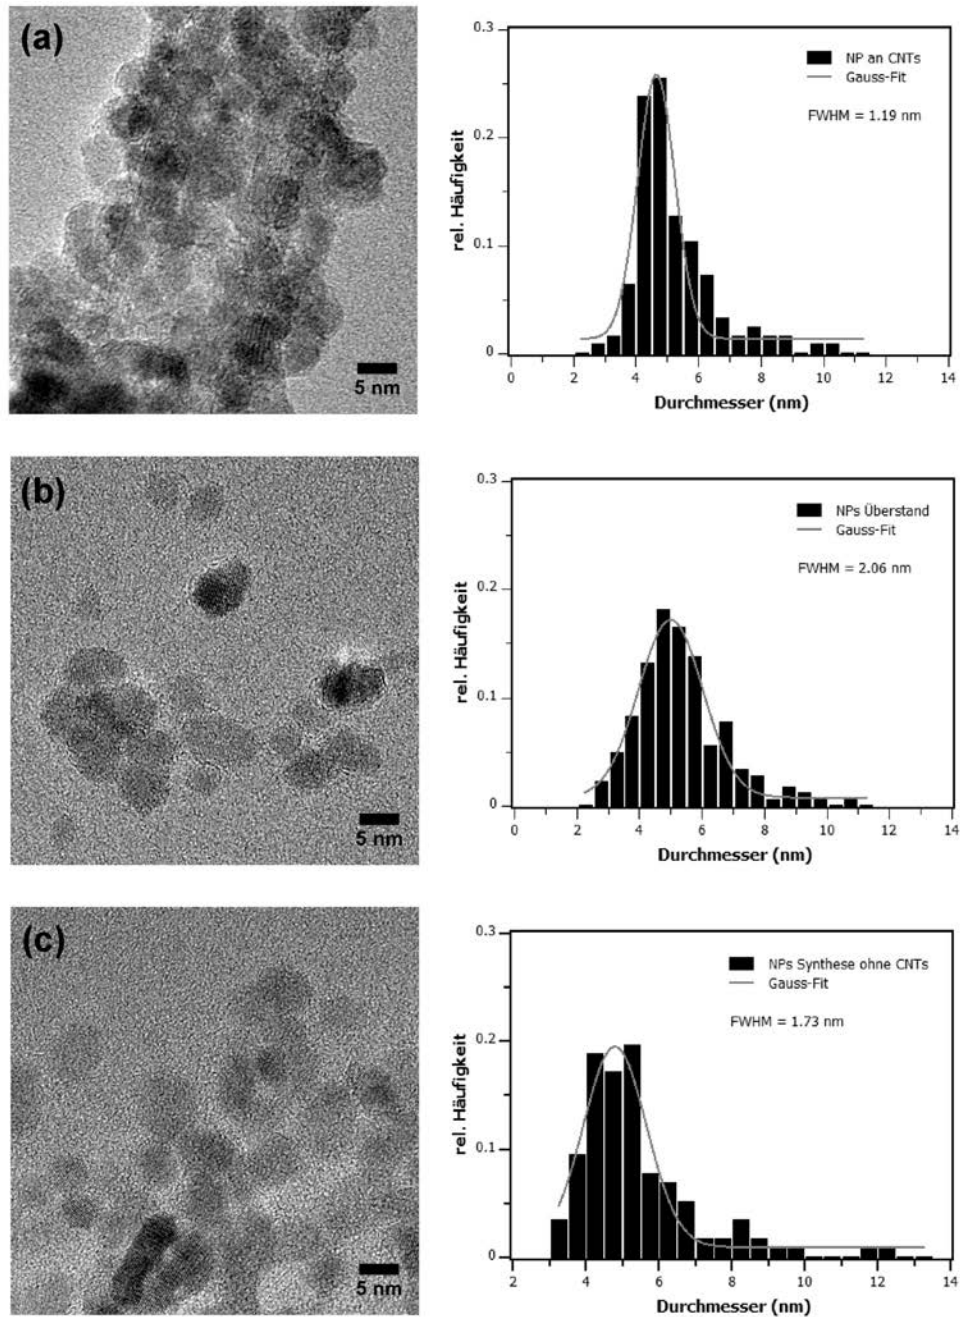 (a)
5 nm
0.3
0.2
0.1
0
rel. Häufigkeit
NP an CNTs
Gauss-Fit
FWHM = 1.19 nm
0 2 4 6 8 10 12 14
Durchmesser (nm)
(b)
5 nm
0.3
0.2
0.1
0
rel. Häufigkeit
NPs Überstand
Gauss-Fit
FWHM = 2.06 nm
0 2 4 6 8 10 12 14
Durchmesser (nm)
(c)
5 nm
0.3
0.2
0.1
0
rel. Häufigkeit
NPs Synthese ohne CNTs
Gauss-Fit
FWHM = 1.73 nm
2 4 6 8 10 12 14
Durchmesser (nm)